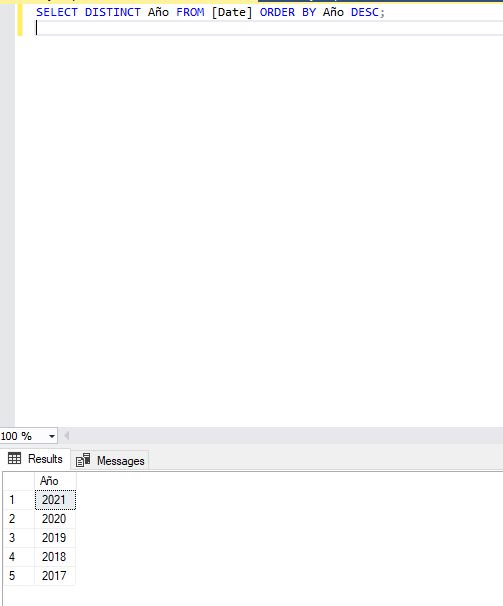 SELECT DISTINCT Año FROM [Date] ORDER BY Año DESC;
100 %
Results Messages
Año
1 2021
2 2020
3 2019
4 2018
5 2017